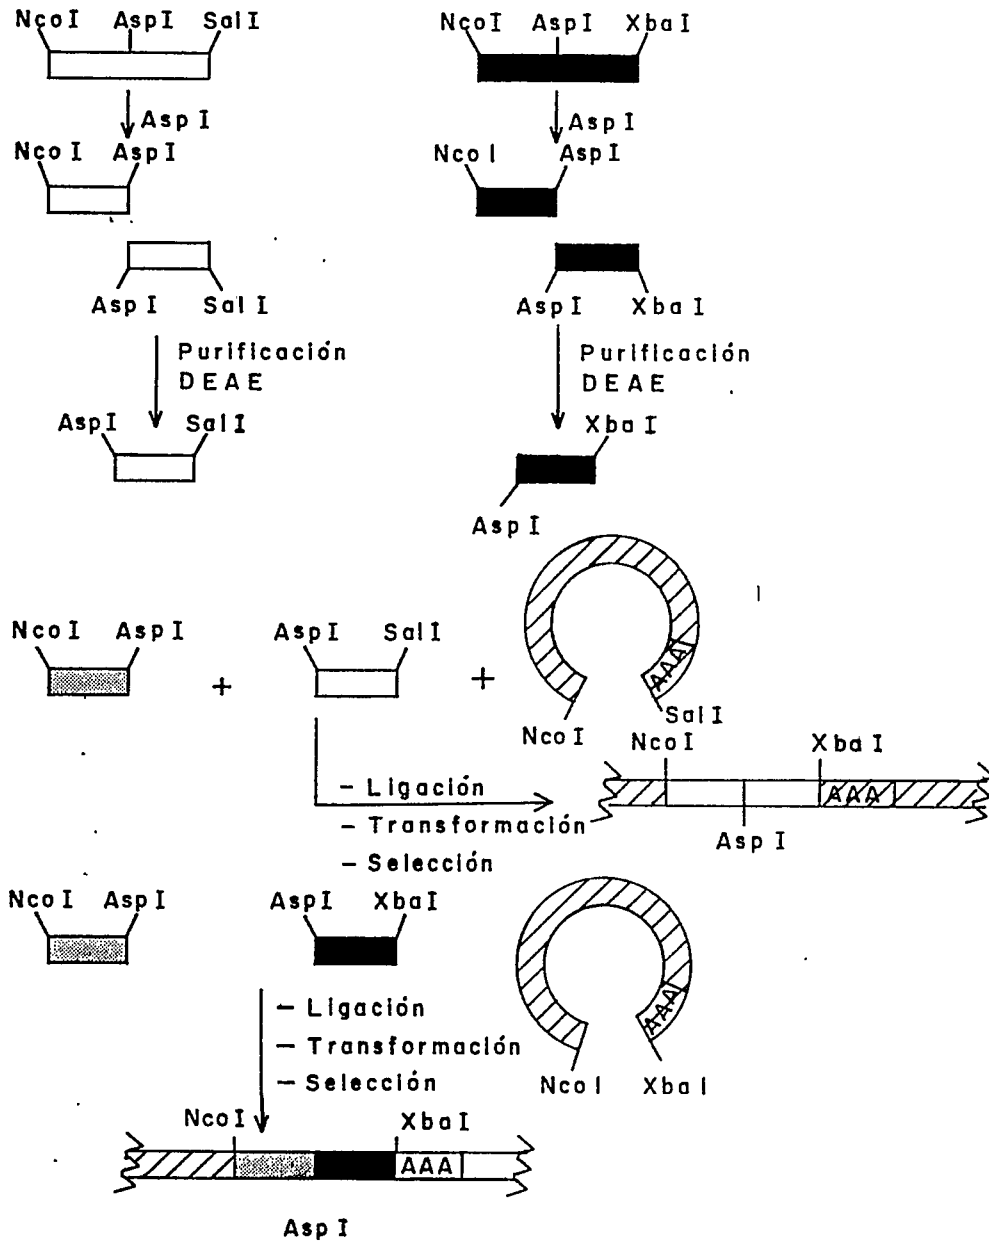 NcoI AspI SalI
NcoI AspI XbaI
AspI
AspI
NcoI AspI
NcoI AspI
AspI SalI
AspI XbaI
Purificación
DEAE
Purificación
DEAE
AspI SalI
XbaI
AspI
NcoI AspI
+
AspI SalI
+
AAA
NcoI
SalI
NcoI
XbaI
AAA
AspI
– Ligación
– Transformación
– Selección
NcoI AspI
AspI XbaI
AAA
NcoI XbaI
– Ligación
– Transformación
– Selección
NcoI
XbaI
AAA
AspI